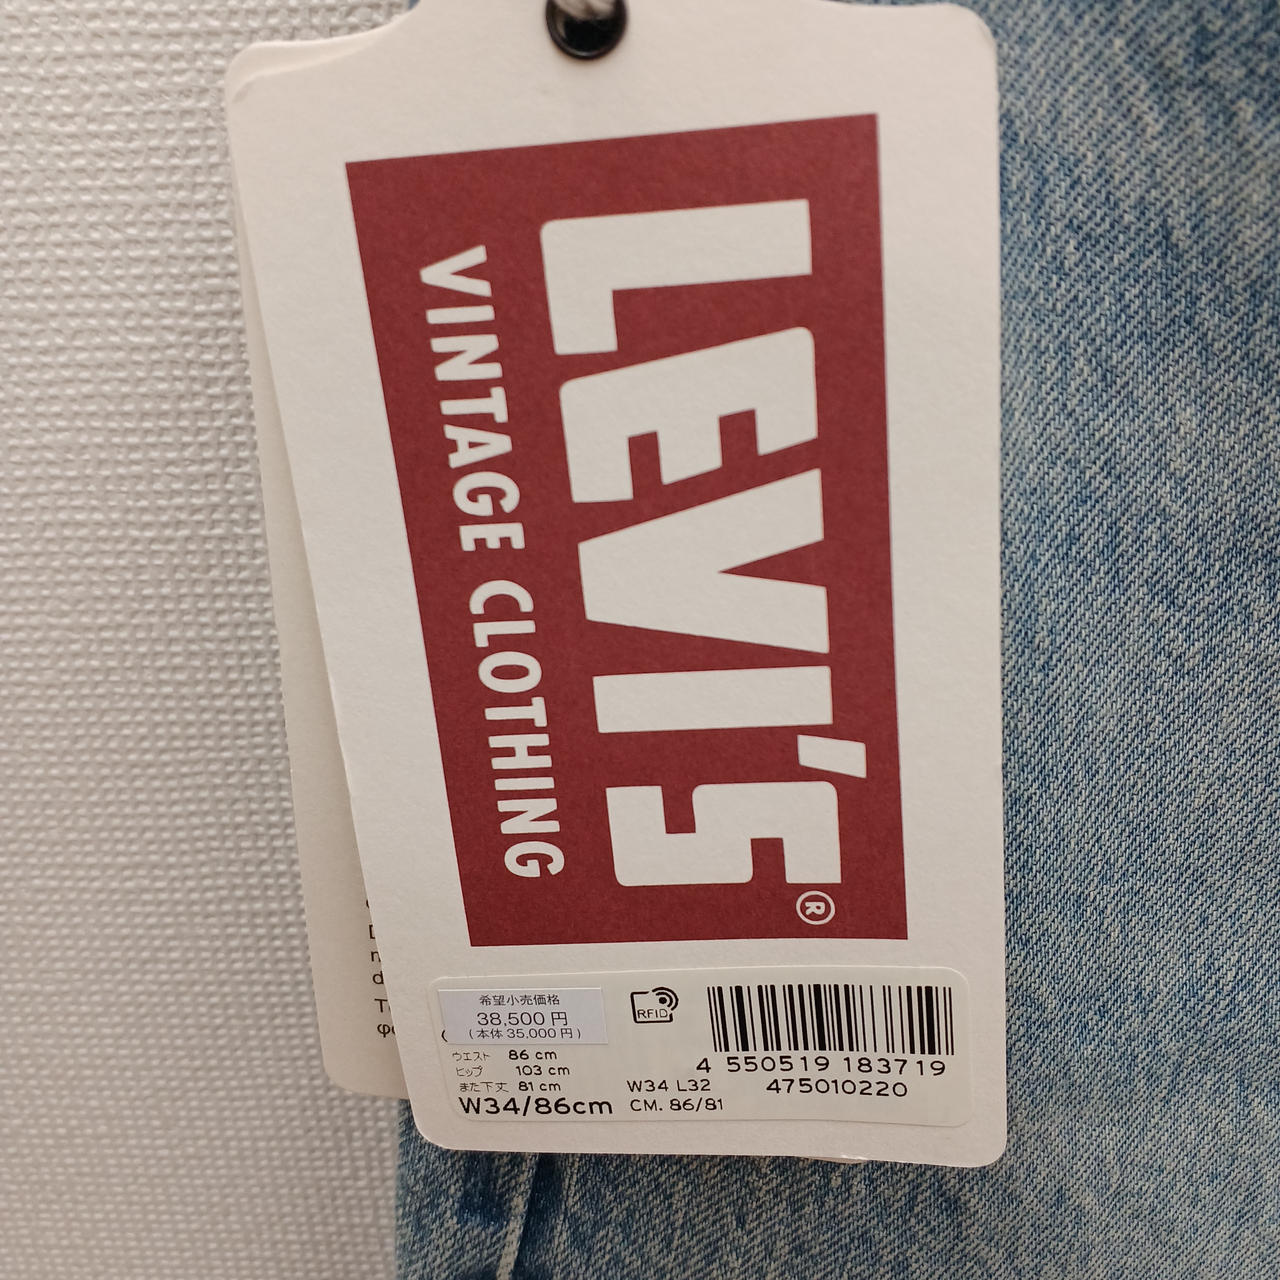 LEVI'S®
VINTAGE CLOTHING
希望小売価格
38,500円
(本体 35,000円)
RFID
ウエスト 86 cm
ヒップ 103 cm
また下丈 81 cm
W34/86cm
4 550519 183719
W34 L32 475010220
CM. 86/81